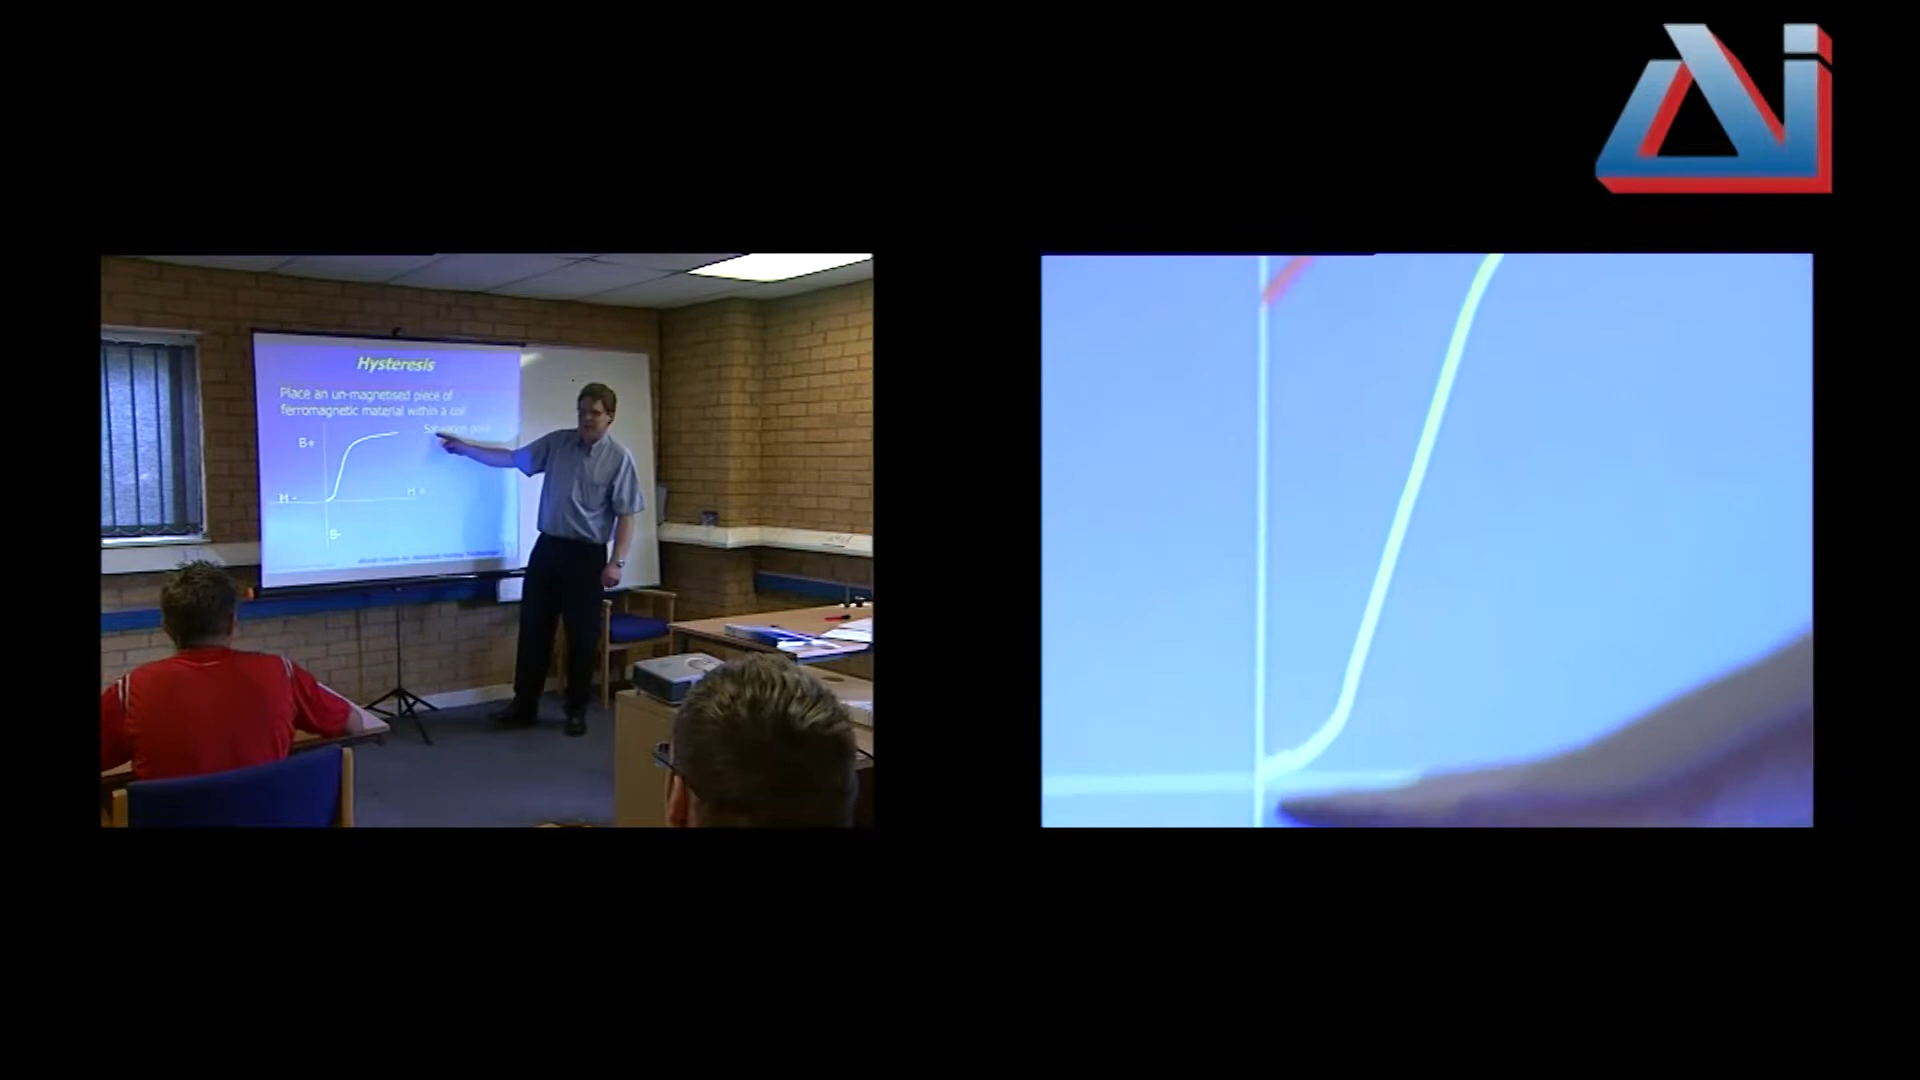 Hysteresis
Place an un-magnetised piece of
ferromagnetic material within a coil
Saturation point
B+
H -
H +
B-